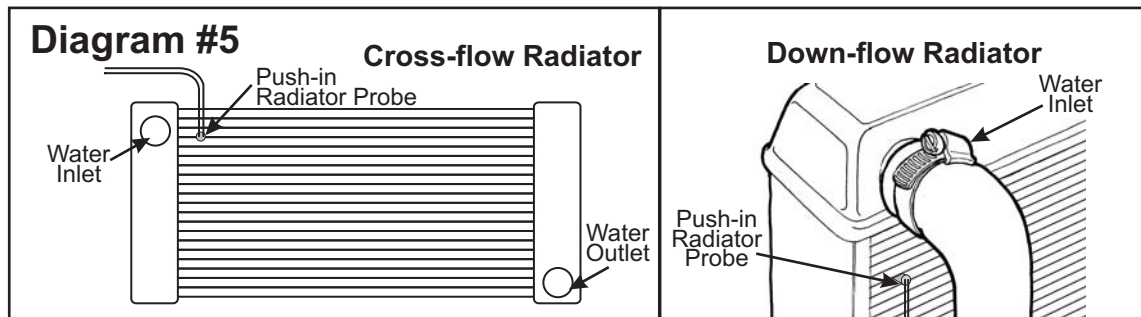 Diagram #5
Cross-flow Radiator
Push-in
Radiator Probe
Water
Inlet
Water
Outlet
Down-flow Radiator
Water
Inlet
Push-in
Radiator
Probe